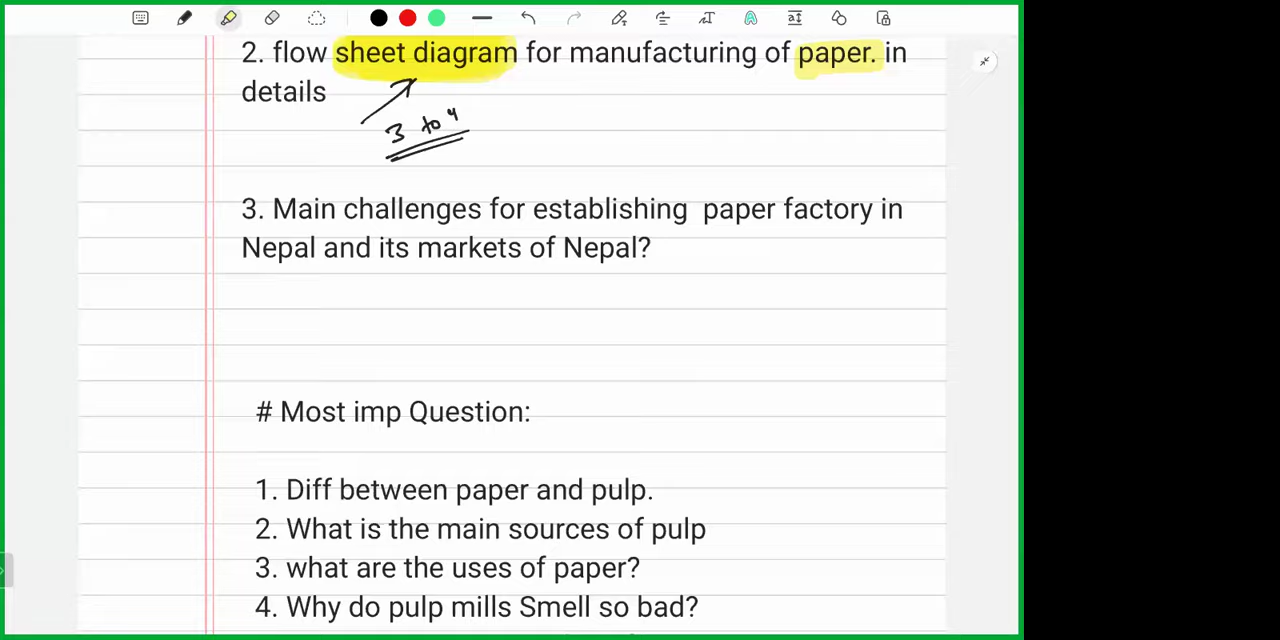 2. flow sheet diagram for manufacturing of paper. in
details
3 to 4
3. Main challenges for establishing paper factory in
Nepal and its markets of Nepal?
# Most imp Question:
1. Diff between paper and pulp.
2. What is the main sources of pulp
3. what are the uses of paper?
4. Why do pulp mills Smell so bad?